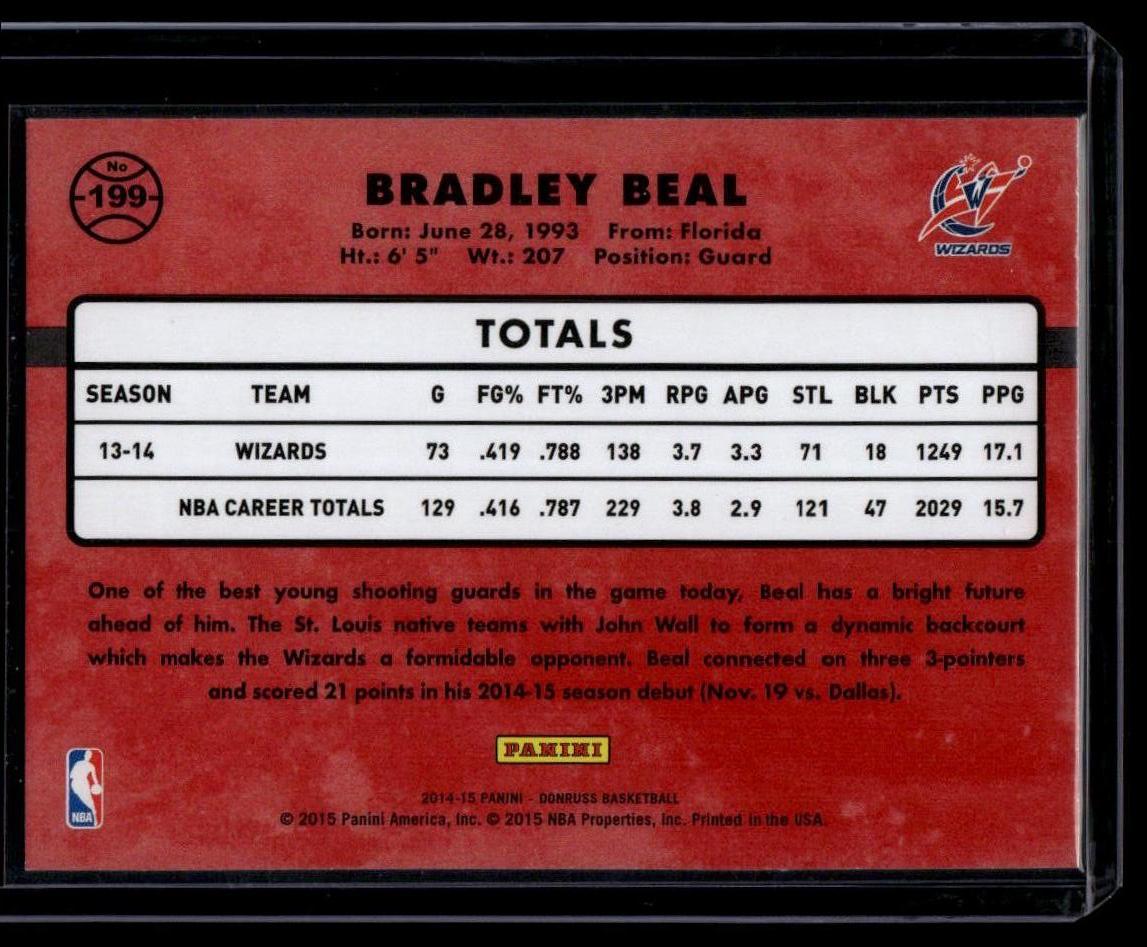 No
199
BRADLEY BEAL
Born: June 28, 1993 From: Florida
Ht.: 6' 5" Wt.: 207 Position: Guard
W
WIZARDS
TOTALS
SEASON TEAM G FG% FT% 3PM RPG APG STL BLK PTS PPG
13-14 WIZARDS 73 .419 .788 138 3.7 3.3 71 18 1249 17.1
NBA CAREER TOTALS 129 .416 .787 229 3.8 2.9 121 47 2029 15.7
One of the best young shooting guards in the game today, Beal has a bright future
ahead of him. The St. Louis native teams with John Wall to form a dynamic backcourt
which makes the Wizards a formidable opponent. Beal connected on three 3-pointers
and scored 21 points in his 2014-15 season debut (Nov. 19 vs. Dallas).
PANINI
NBA
2014-15 PANINI - DONRUSS BASKETBALL
© 2015 Panini America, Inc. © 2015 NBA Properties, Inc. Printed in the USA.